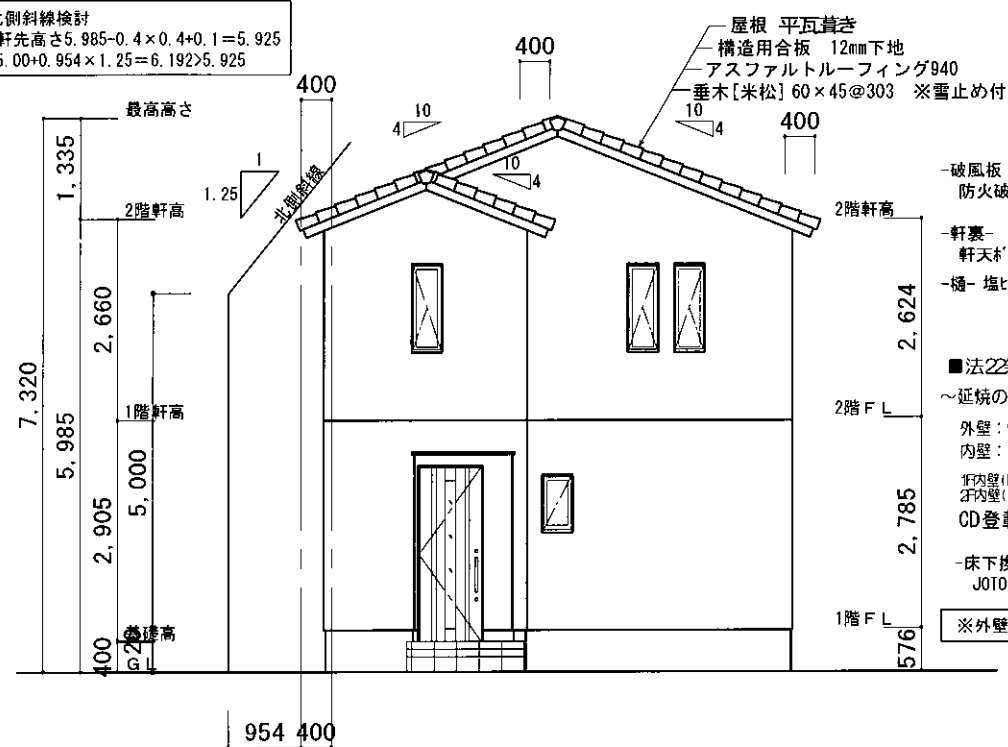 北側斜線検討
軒先高さ5.985-0.4×0.4+0.1=5.925
5.00+0.954×1.25=6.192>5.925
屋根 平瓦葺き
構造用合板 12mm下地
アスファルトルーフィング940
垂木[米松] 60×45@303 ※雪止め付
400
400
400
最高高さ
10
4
10
4
10
4
1
1.25
北側斜線
1,335
2階軒高
2階軒高
-破風板
防火破
-軒裏-
軒天ボ
-樋- 塩ビ
2,660
2,624
7,320
5,985
1階軒高
2階ＦＬ
5,000
2,905
2,785
■法22条
～延焼の
外壁：
内壁：
1F内壁(
2F内壁(
CD登
-床下換
JOTO
基礎高
1階ＦＬ
400
20
GL
576
※外壁
954 400